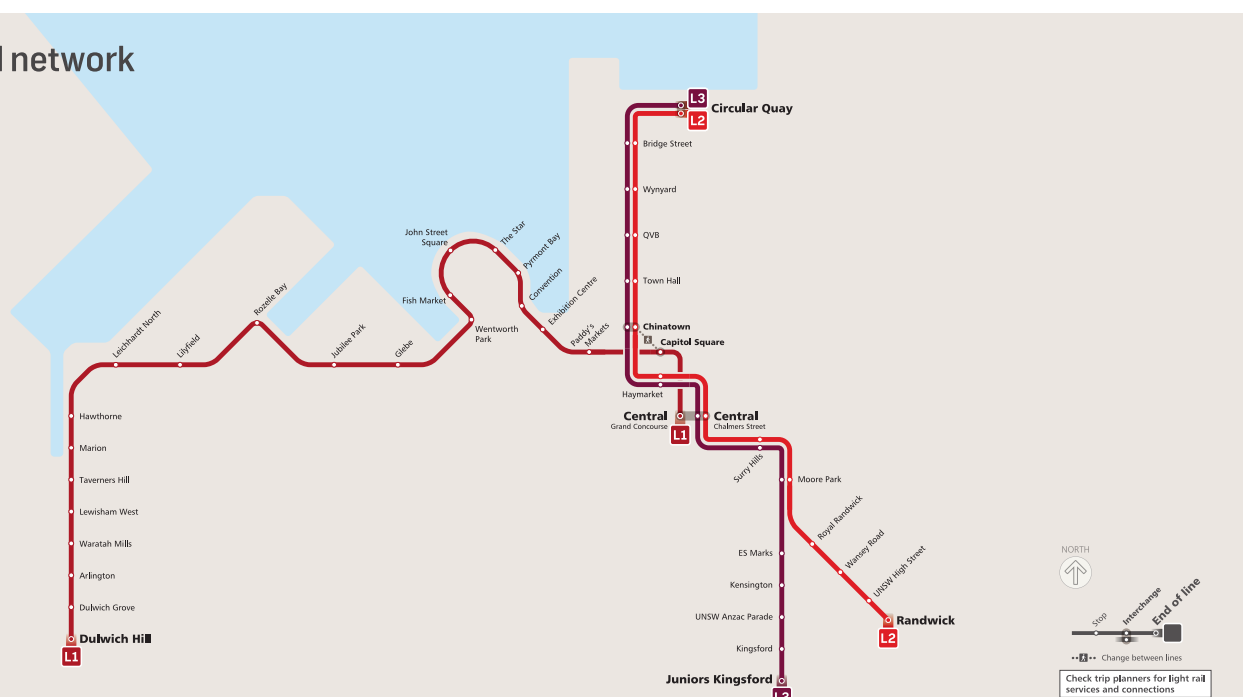 network
L3
Circular Quay
L2
Bridge Street
Wynyard
QVB
Town Hall
Chinatown
Capitol Square
John Street
Square
The Star
Pyrmont Bay
Convention
Exhibition Centre
Paddy's
Markets
Fish Market
Wentworth
Park
Rozelle Bay
Leichhardt North
Lilyfield
Jubilee Park
Glebe
Haymarket
Central
Grand Concourse
L1
Central
Chalmers Street
Hawthorne
Marion
Taverners Hill
Lewisham West
Waratah Mills
Arlington
Dulwich Grove
Dulwich Hill
L1
Surry Hills
Moore Park
Royal Randwick
Wansey Road
UNSW High Street
Randwick
L2
ES Marks
Kensington
UNSW Anzac Parade
Kingsford
Juniors Kingsford
L3
NORTH
Stop
Interchange
End of line
Change between lines
Check trip planners for light rail
services and connections